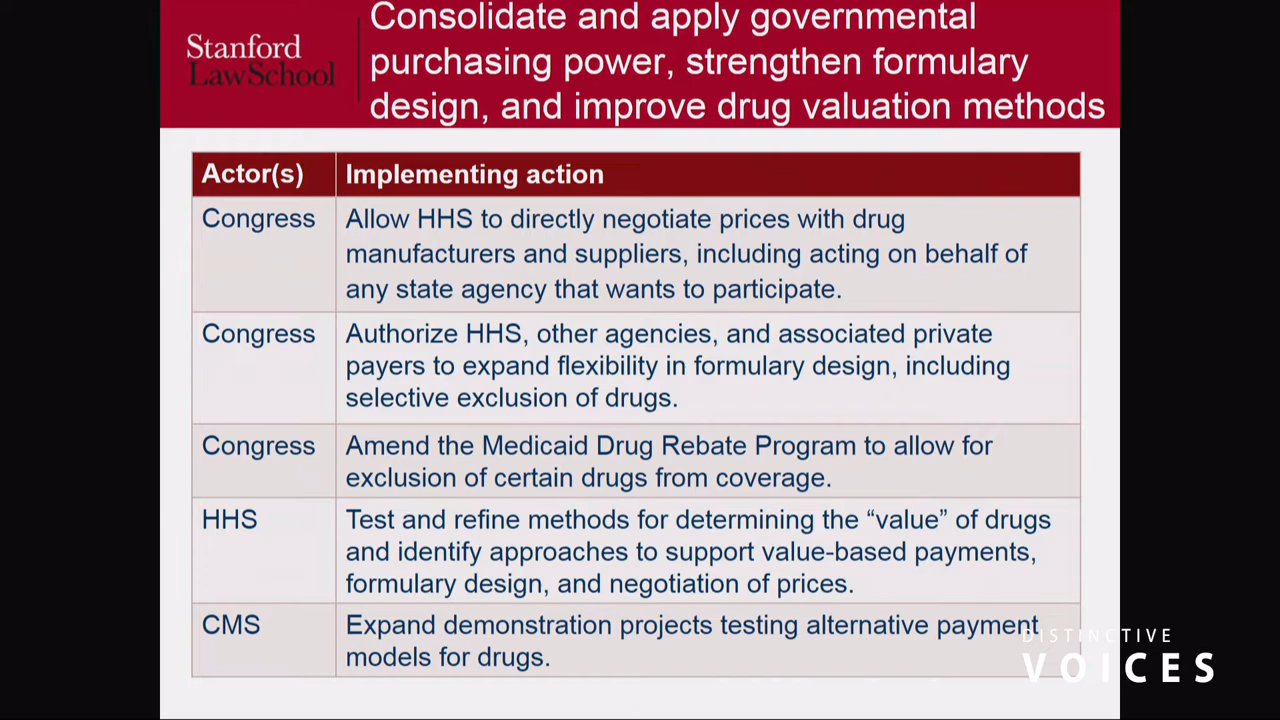 Stanford
LawSchool
Consolidate and apply governmental
purchasing power, strengthen formulary
design, and improve drug valuation methods
Actor(s) Implementing action
Congress Allow HHS to directly negotiate prices with drug
manufacturers and suppliers, including acting on behalf of
any state agency that wants to participate.
Congress Authorize HHS, other agencies, and associated private
payers to expand flexibility in formulary design, including
selective exclusion of drugs.
Congress Amend the Medicaid Drug Rebate Program to allow for
exclusion of certain drugs from coverage.
HHS Test and refine methods for determining the “value” of drugs
and identify approaches to support value-based payments,
formulary design, and negotiation of prices.
CMS Expand demonstration projects testing alternative payment
models for drugs.
DISTINCTIVE
VOICES